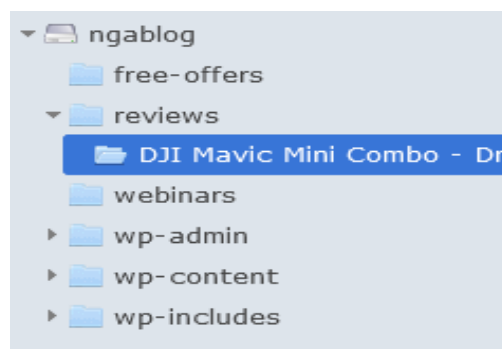 ngablog
free-offers
reviews
DJI Mavic Mini Combo - Dr
webinars
wp-admin
wp-content
wp-includes